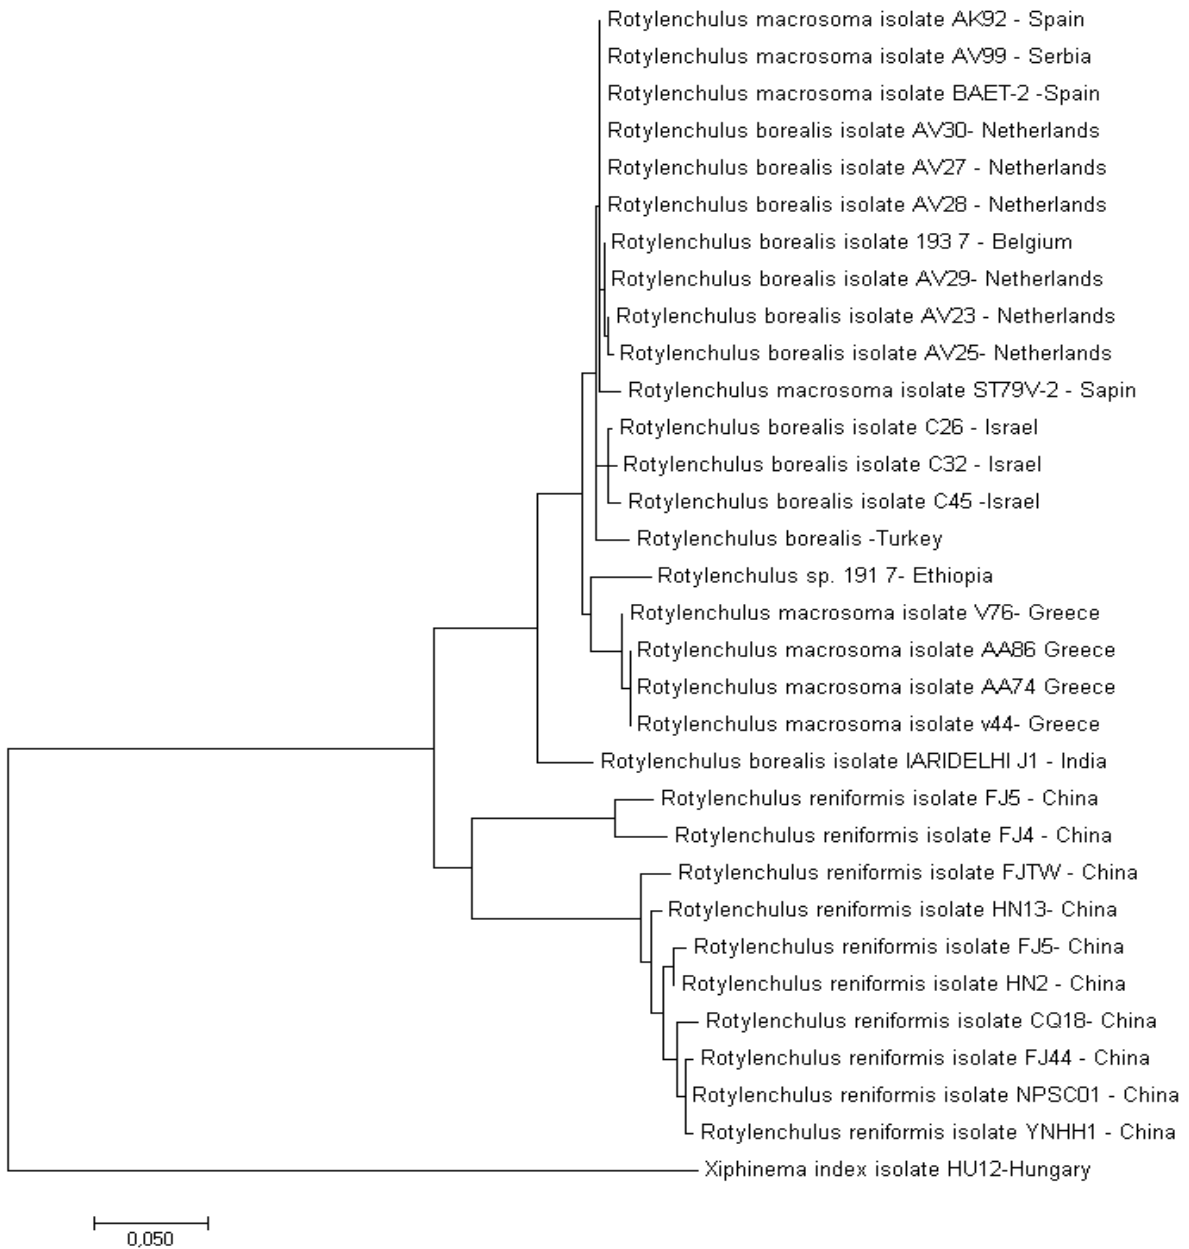 Rotylenchulus macrosoma isolate AK92 - Spain
Rotylenchulus macrosoma isolate AV99 - Serbia
Rotylenchulus macrosoma isolate BAET-2 -Spain
Rotylenchulus borealis isolate AV30- Netherlands
Rotylenchulus borealis isolate AV27 - Netherlands
Rotylenchulus borealis isolate AV28 - Netherlands
Rotylenchulus borealis isolate 193 7 - Belgium
Rotylenchulus borealis isolate AV29- Netherlands
Rotylenchulus borealis isolate AV23 - Netherlands
Rotylenchulus borealis isolate AV25- Netherlands
Rotylenchulus macrosoma isolate ST79V-2 - Sapin
Rotylenchulus borealis isolate C26 - Israel
Rotylenchulus borealis isolate C32 - Israel
Rotylenchulus borealis isolate C45 -Israel
Rotylenchulus borealis -Turkey
Rotylenchulus sp. 191 7- Ethiopia
Rotylenchulus macrosoma isolate V76- Greece
Rotylenchulus macrosoma isolate AA86 Greece
Rotylenchulus macrosoma isolate AA74 Greece
Rotylenchulus macrosoma isolate v44- Greece
Rotylenchulus borealis isolate IARIDELHI J1 - India
Rotylenchulus reniformis isolate FJ5 - China
Rotylenchulus reniformis isolate FJ4 - China
Rotylenchulus reniformis isolate FJTW - China
Rotylenchulus reniformis isolate HN13- China
Rotylenchulus reniformis isolate FJ5- China
Rotylenchulus reniformis isolate HN2 - China
Rotylenchulus reniformis isolate CQ18- China
Rotylenchulus reniformis isolate FJ44 - China
Rotylenchulus reniformis isolate NPSC01 - China
Rotylenchulus reniformis isolate YNHH1 - China
Xiphinema index isolate HU12-Hungary
0,050